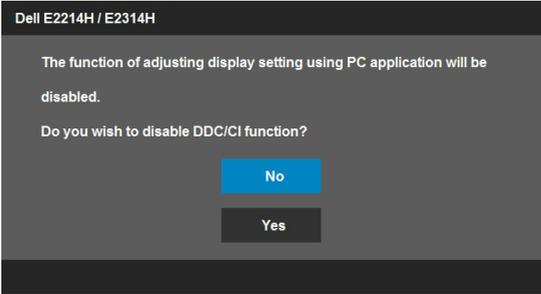 Dell E2214H / E2314H
The function of adjusting display setting using PC application will be
disabled.
Do you wish to disable DDC/CI function?
No
Yes